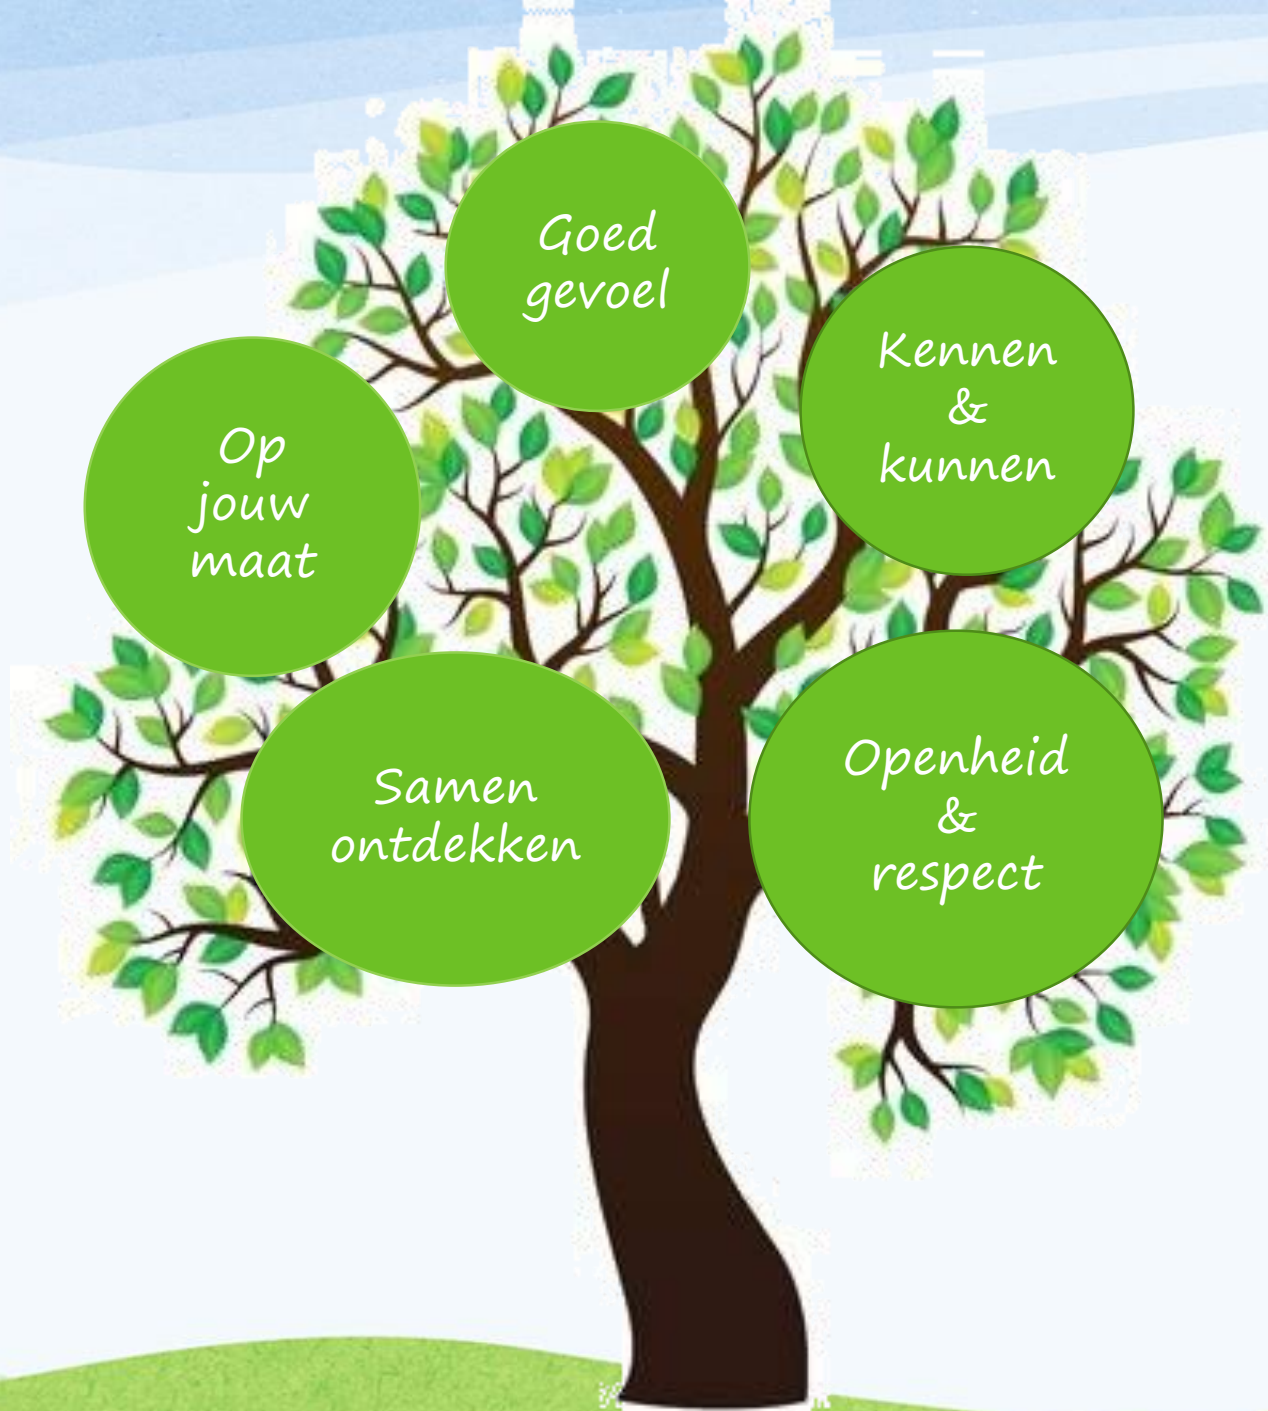 Goed
gevoel
Kennen
&
kunnen
Op
jouw
maat
Samen
ontdekken
Openheid
&
respect